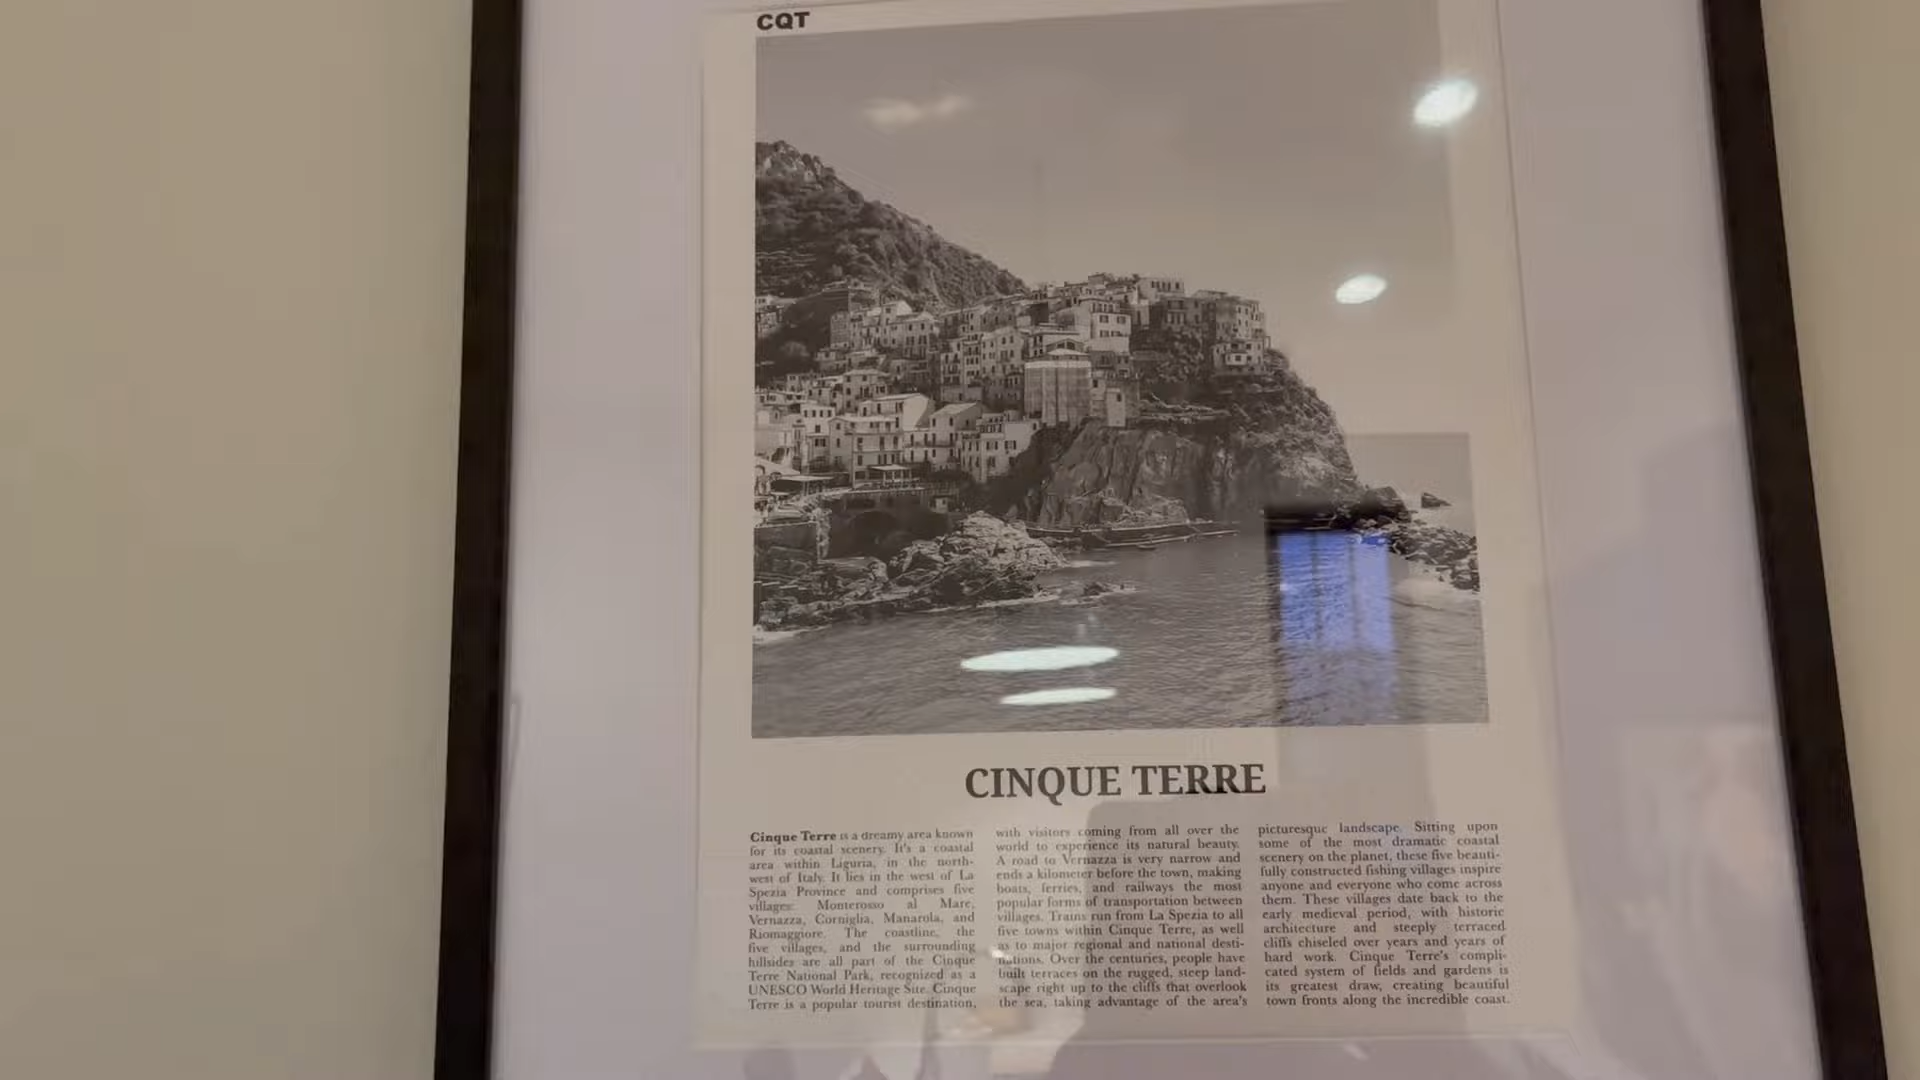 CQT
CINQUE TERRE
Cinque Terre is a dreamy area known
for its coastal scenery. It's a coastal
area within Liguria, in the north-
west of Italy. It lies in the west of La
Spezia Province and comprises five
villages: Monterosso al Mare,
Vernazza, Corniglia, Manarola, and
Riomaggiore. The coastline, the
five villages, and the surrounding
hillsides are all part of the Cinque
Terre National Park, recognized as a
UNESCO World Heritage Site. Cinque
Terre is a popular tourist destination,
with visitors coming from all over the
world to experience its natural beauty.
A road to Vernazza is very narrow and
ends a kilometer before the town, making
boats, ferries, and railways the most
popular forms of transportation between
villages. Trains run from La Spezia to all
five towns within Cinque Terre, as well
as to major regional and national desti-
nations. Over the centuries, people have
built terraces on the rugged, steep land-
scape right up to the cliffs that overlook
the sea, taking advantage of the area's
picturesque landscape. Sitting upon
some of the most dramatic coastal
scenery on the planet, these five beauti-
fully constructed fishing villages inspire
anyone and everyone who come across
them. These villages date back to the
early medieval period, with historic
architecture and steeply terraced
cliffs chiseled over years and years of
hard work. Cinque Terre's compli-
cated system of fields and gardens is
its greatest draw, creating beautiful
town fronts along the incredible coast.